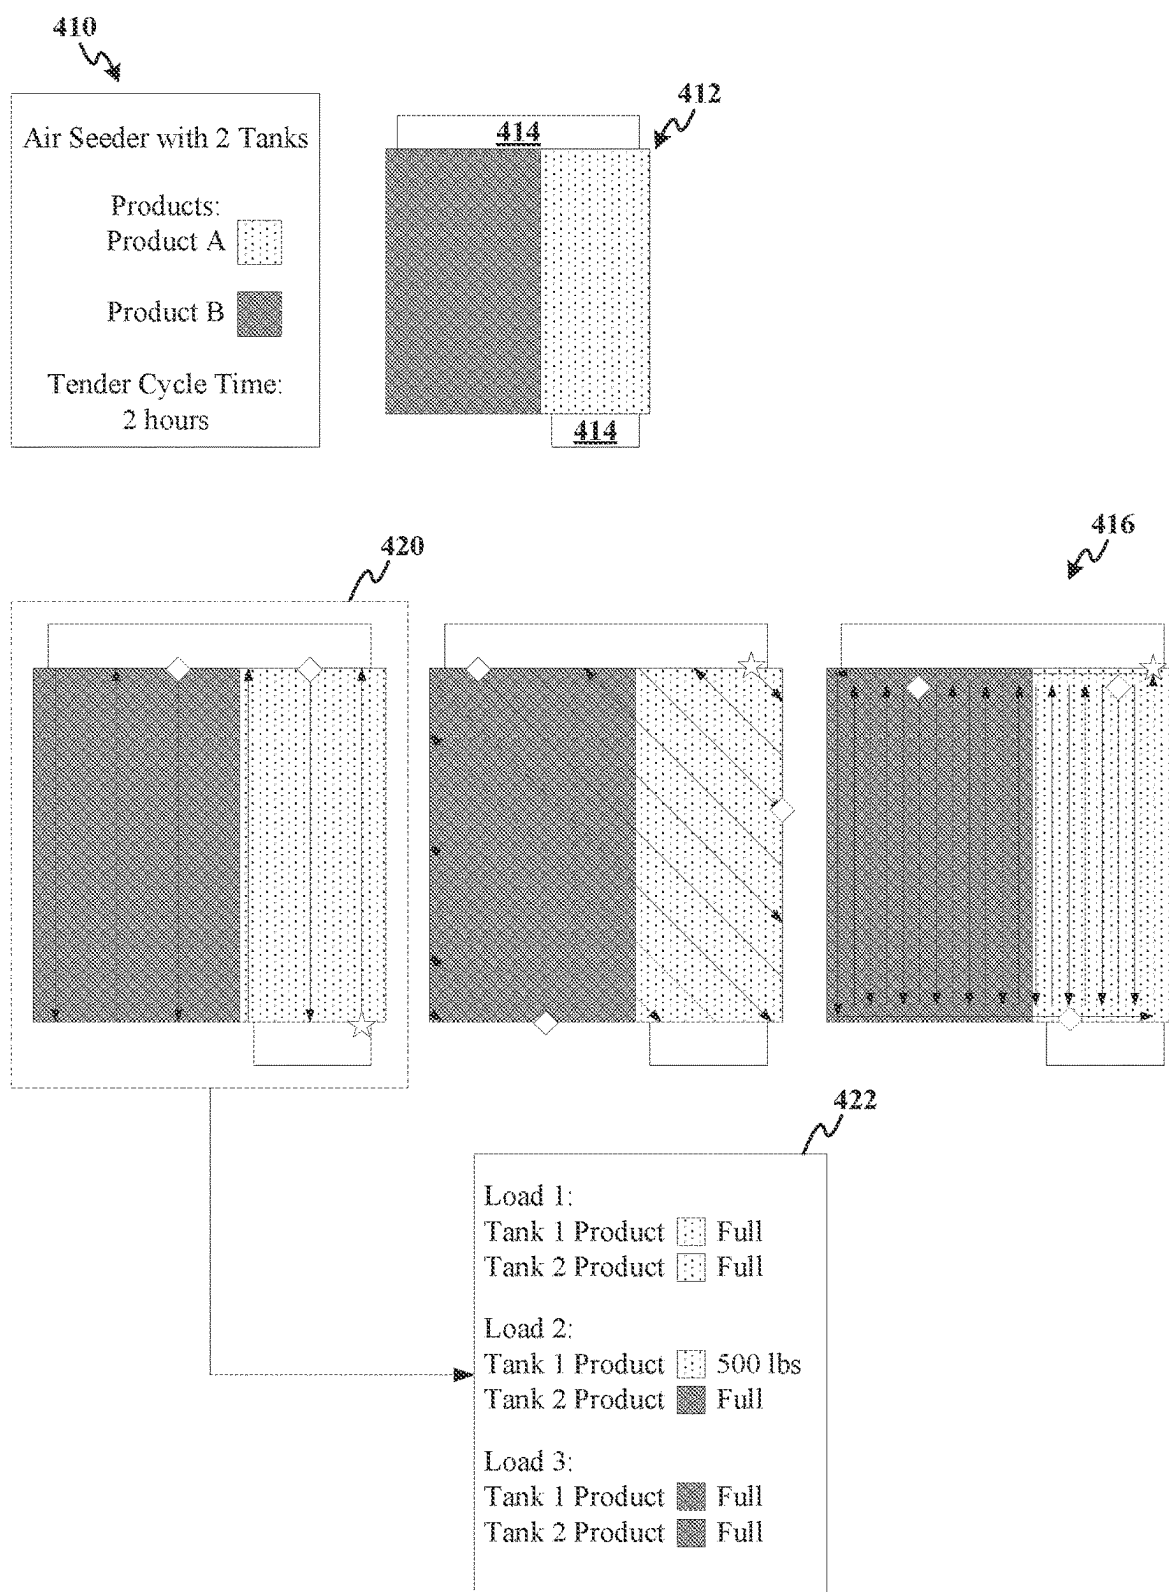 410
412
Air Seeder with 2 Tanks
414
Products:
Product A
Product B
Tender Cycle Time:
2 hours
414
420
416
422
Load 1:
Tank 1 Product Full
Tank 2 Product Full
Load 2:
Tank 1 Product 500 lbs
Tank 2 Product Full
Load 3:
Tank 1 Product Full
Tank 2 Product Full